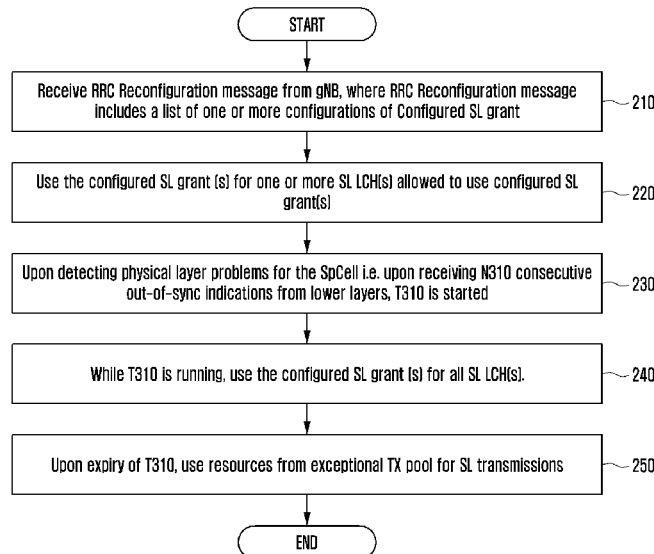 START
Receive RRC Reconfiguration message from gNB, where RRC Reconfiguration message
includes a list of one or more configurations of Configured SL grant
210
Use the configured SL grant (s) for one or more SL LCH(s) allowed to use configured SL
grant(s)
220
Upon detecting physical layer problems for the SpCell i.e. upon receiving N310 consecutive
out-of-sync indications from lower layers, T310 is started
230
While T310 is running, use the configured SL grant (s) for all SL LCH(s).
240
Upon expiry of T310, use resources from exceptional TX pool for SL transmissions
250
END